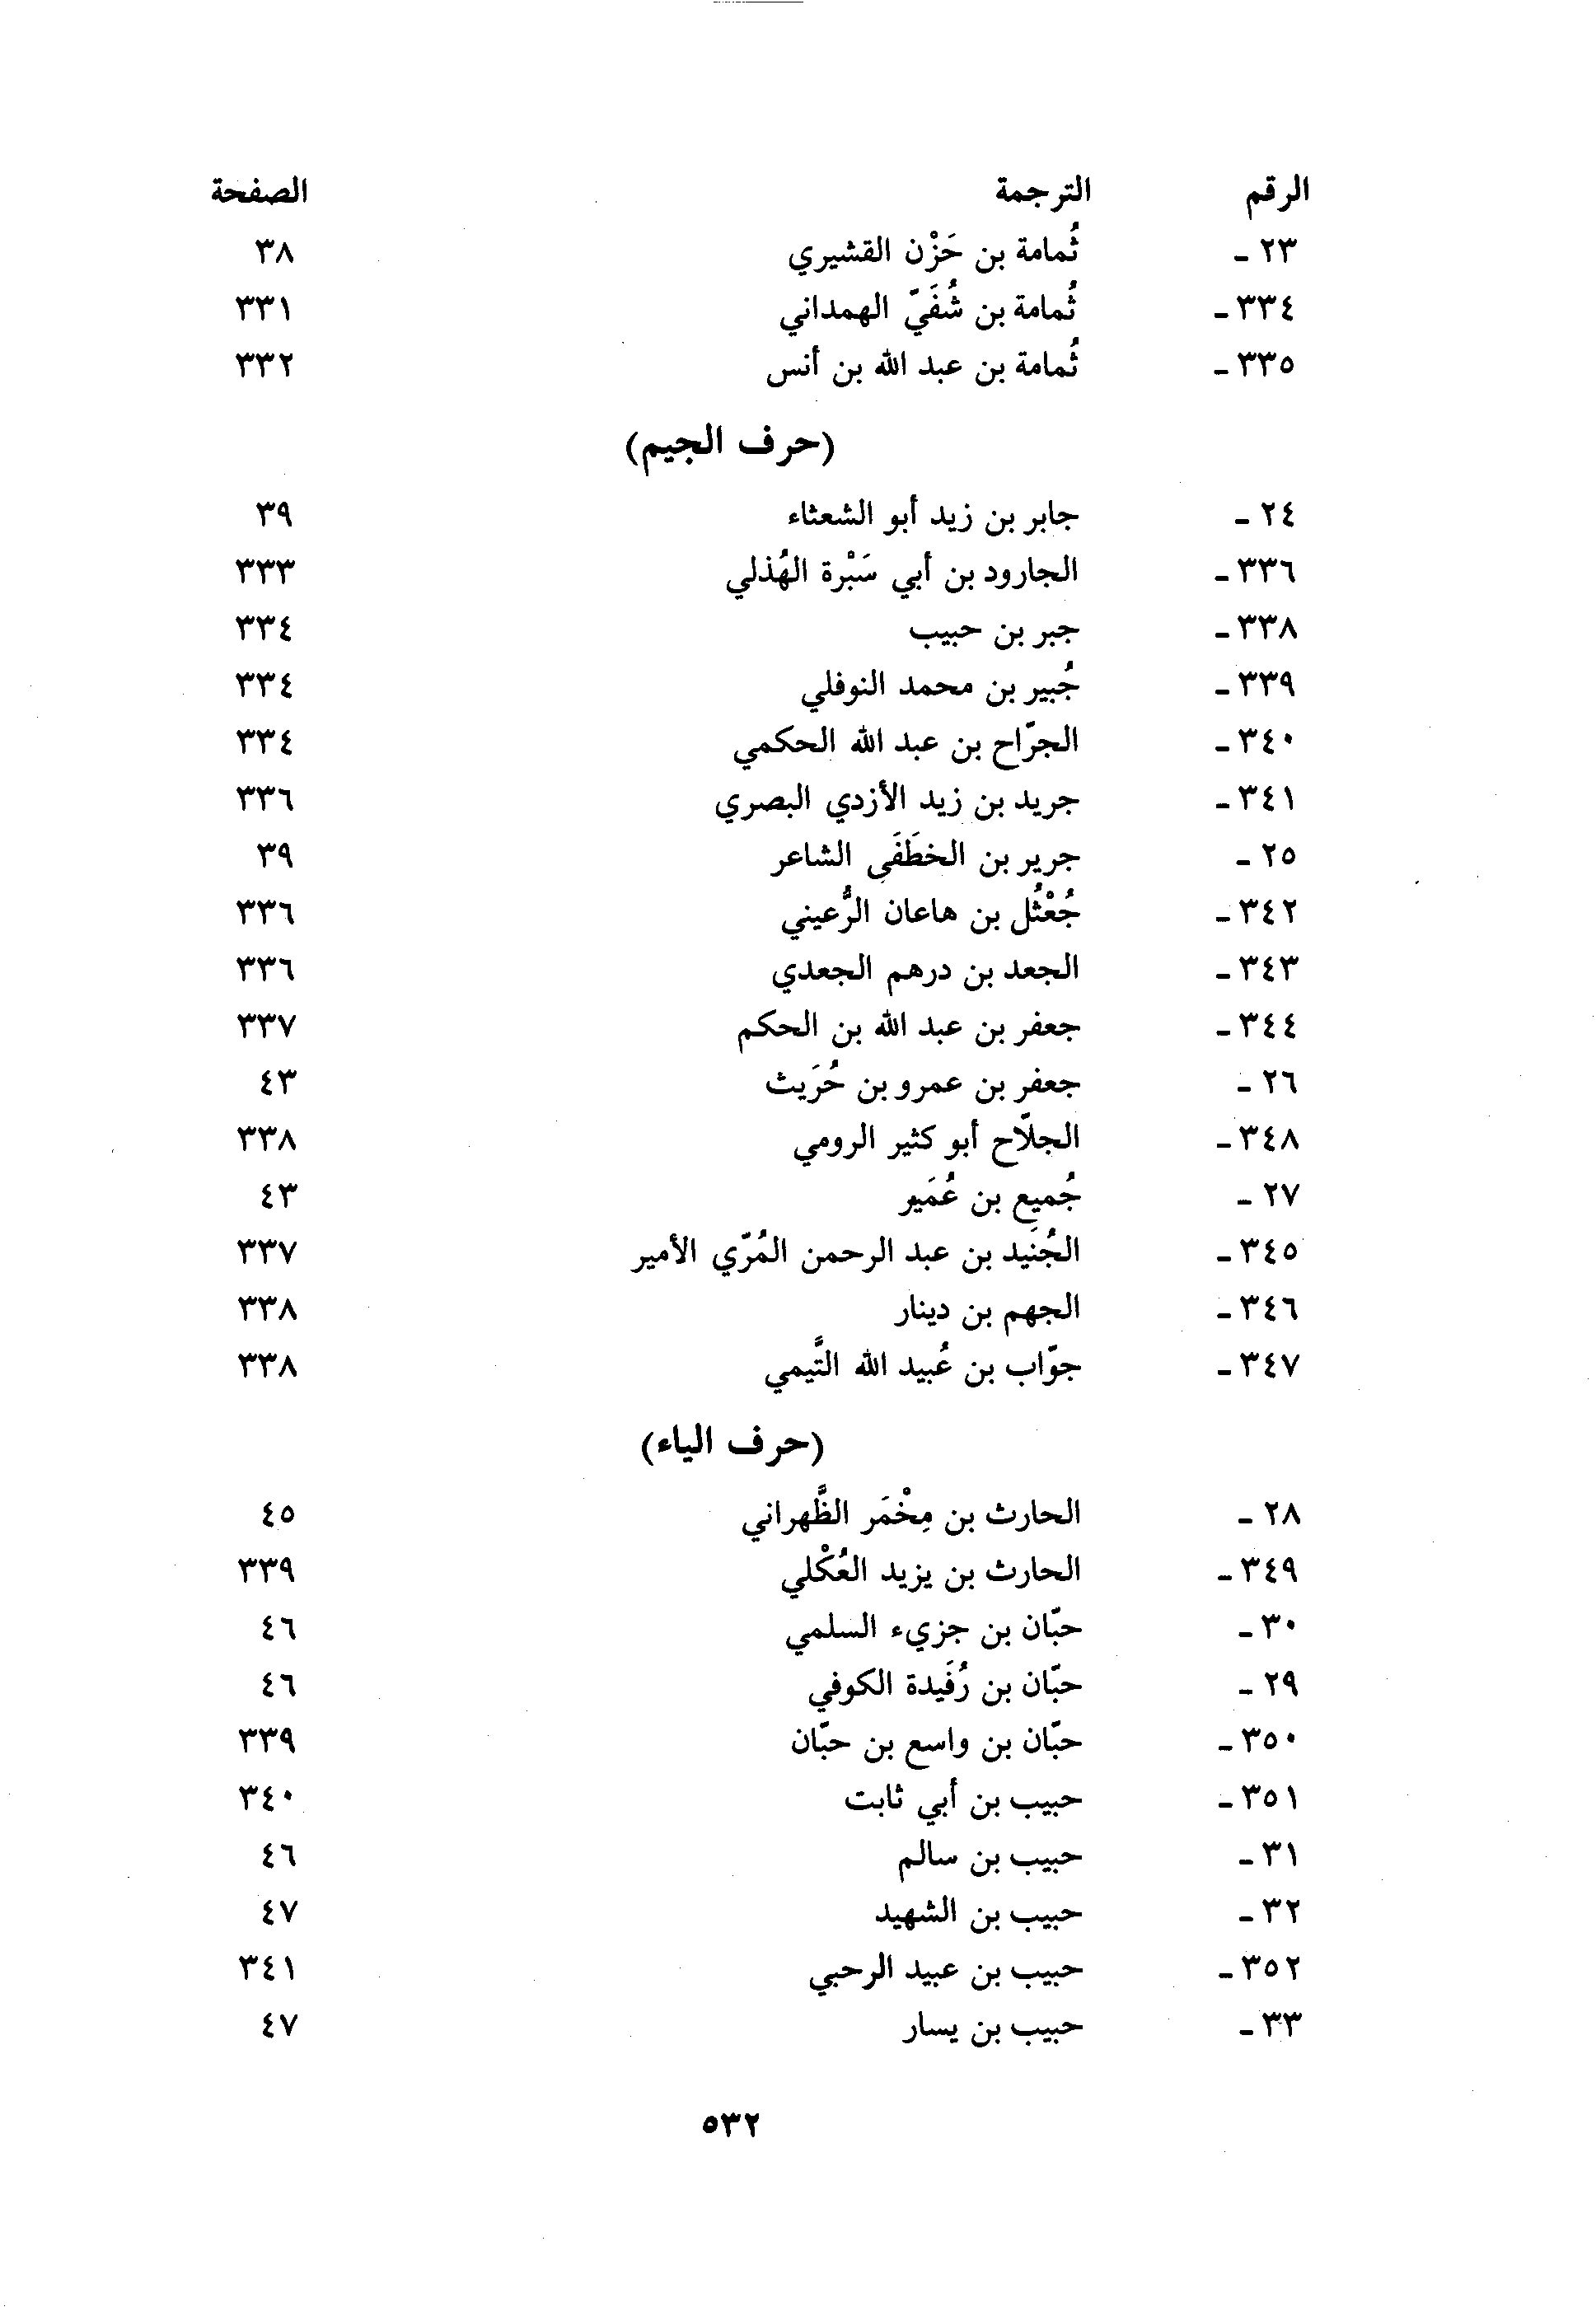 الرقم الترجمة الصفحة
٢٣ - ثُمامة بن حَزْن القشيري ٣٨
٣٣٤ - ثُمامة بن شُفَيّ الهمداني ٣٣١
٣٣٥ - ثُمامة بن عبد الله بن أنس ٣٣٢
(حرف الجيم)
٢٤ - جابر بن زيد أبو الشعثاء ٣٩
٣٣٦ - الجارود بن أبي سَبْرة الهُذلي ٣٣٣
٣٣٨ - جبر بن حبيب ٣٣٤
٣٣٩ - جُبير بن محمد النوفلي ٣٣٤
٣٤٠ - الجرّاح بن عبد الله الحكمي ٣٣٤
٣٤١ - جريد بن زيد الأزدي البصري ٣٣٦
٢٥ - جرير بن الخطَفَى الشاعر ٣٩
٣٤٢ - جُعْثُل بن هاعان الرُّعيني ٣٣٦
٣٤٣ - الجعد بن درهم الجعدي ٣٣٦
٣٤٤ - جعفر بن عبد الله بن الحكم ٣٣٧
٢٦ - جعفر بن عمرو بن حُرَيث ٤٣
٣٤٨ - الجلّاح أبو كثير الرومي ٣٣٨
٢٧ - جُميع بن عُمَير ٤٣
٣٤٥ - الجُنَيد بن عبد الرحمن المُرّي الأمير ٣٣٧
٣٤٦ - الجهم بن دينار ٣٣٨
٣٤٧ - جوّاب بن عُبيد الله التَّيمي ٣٣٨
(حرف الياء)
٢٨ - الحارث بن مِخْمَر الظَّهراني ٤٥
٣٤٩ - الحارث بن يزيد العُكْلي ٣٣٩
٣٠ - حبّان بن جزيء السلمي ٤٦
٢٩ - حبّان بن رُفَيدة الكوفي ٤٦
٣٥٠ - حبّان بن واسع بن حبّان ٣٣٩
٣٥١ - حبيب بن أبي ثابت ٣٤٠
٣١ - حبيب بن سالم ٤٦
٣٢ - حبيب بن الشهيد ٤٧
٣٥٢ - حبيب بن عبيد الرحبي ٣٤١
٣٣ - حبيب بن يسار ٤٧
٥٣٢